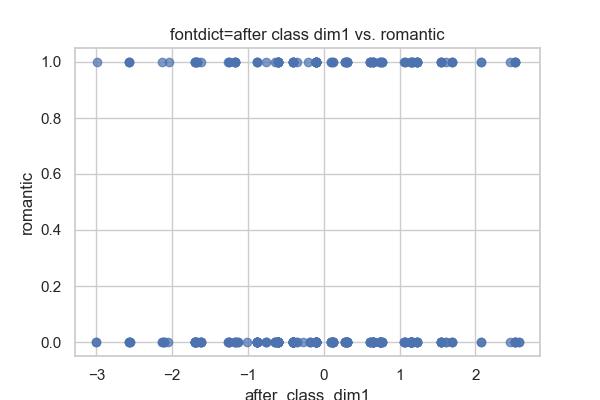 fontdict=after class dim1 vs. romantic
1.0
0.8
0.6
0.4
0.2
0.0
romantic
−3 −2 −1 0 1 2
after_class_dim1